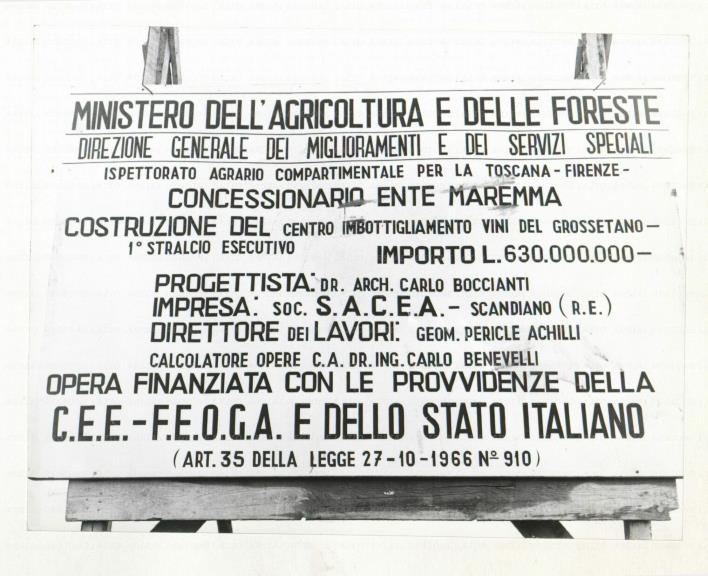 MINISTERO DELL'AGRICOLTURA E DELLE FORESTE
DIREZIONE GENERALE DEI MIGLIORAMENTI E DEI SERVIZI SPECIALI
ISPETTORATO AGRARIO COMPARTIMENTALE PER LA TOSCANA - FIRENZE -
CONCESSIONARIO ENTE MAREMMA
COSTRUZIONE DEL CENTRO IMBOTTIGLIAMENTO VINI DEL GROSSETANO —
1° STRALCIO ESECUTIVO IMPORTO L. 630.000.000 —
PROGETTISTA: DR. ARCH. CARLO BOCCIANTI
IMPRESA: SOC. S.A.C.E.A. - SCANDIANO (R.E.)
DIRETTORE DEI LAVORI GEOM. PERICLE ACHILLI
CALCOLATORE OPERE C.A. DR. ING. CARLO BENEVELLI
OPERA FINANZIATA CON LE PROVVIDENZE DELLA
C.E.E. - F.E.O.G.A. E DELLO STATO ITALIANO
(ART. 35 DELLA LEGGE 27-10-1966 Nº 910)